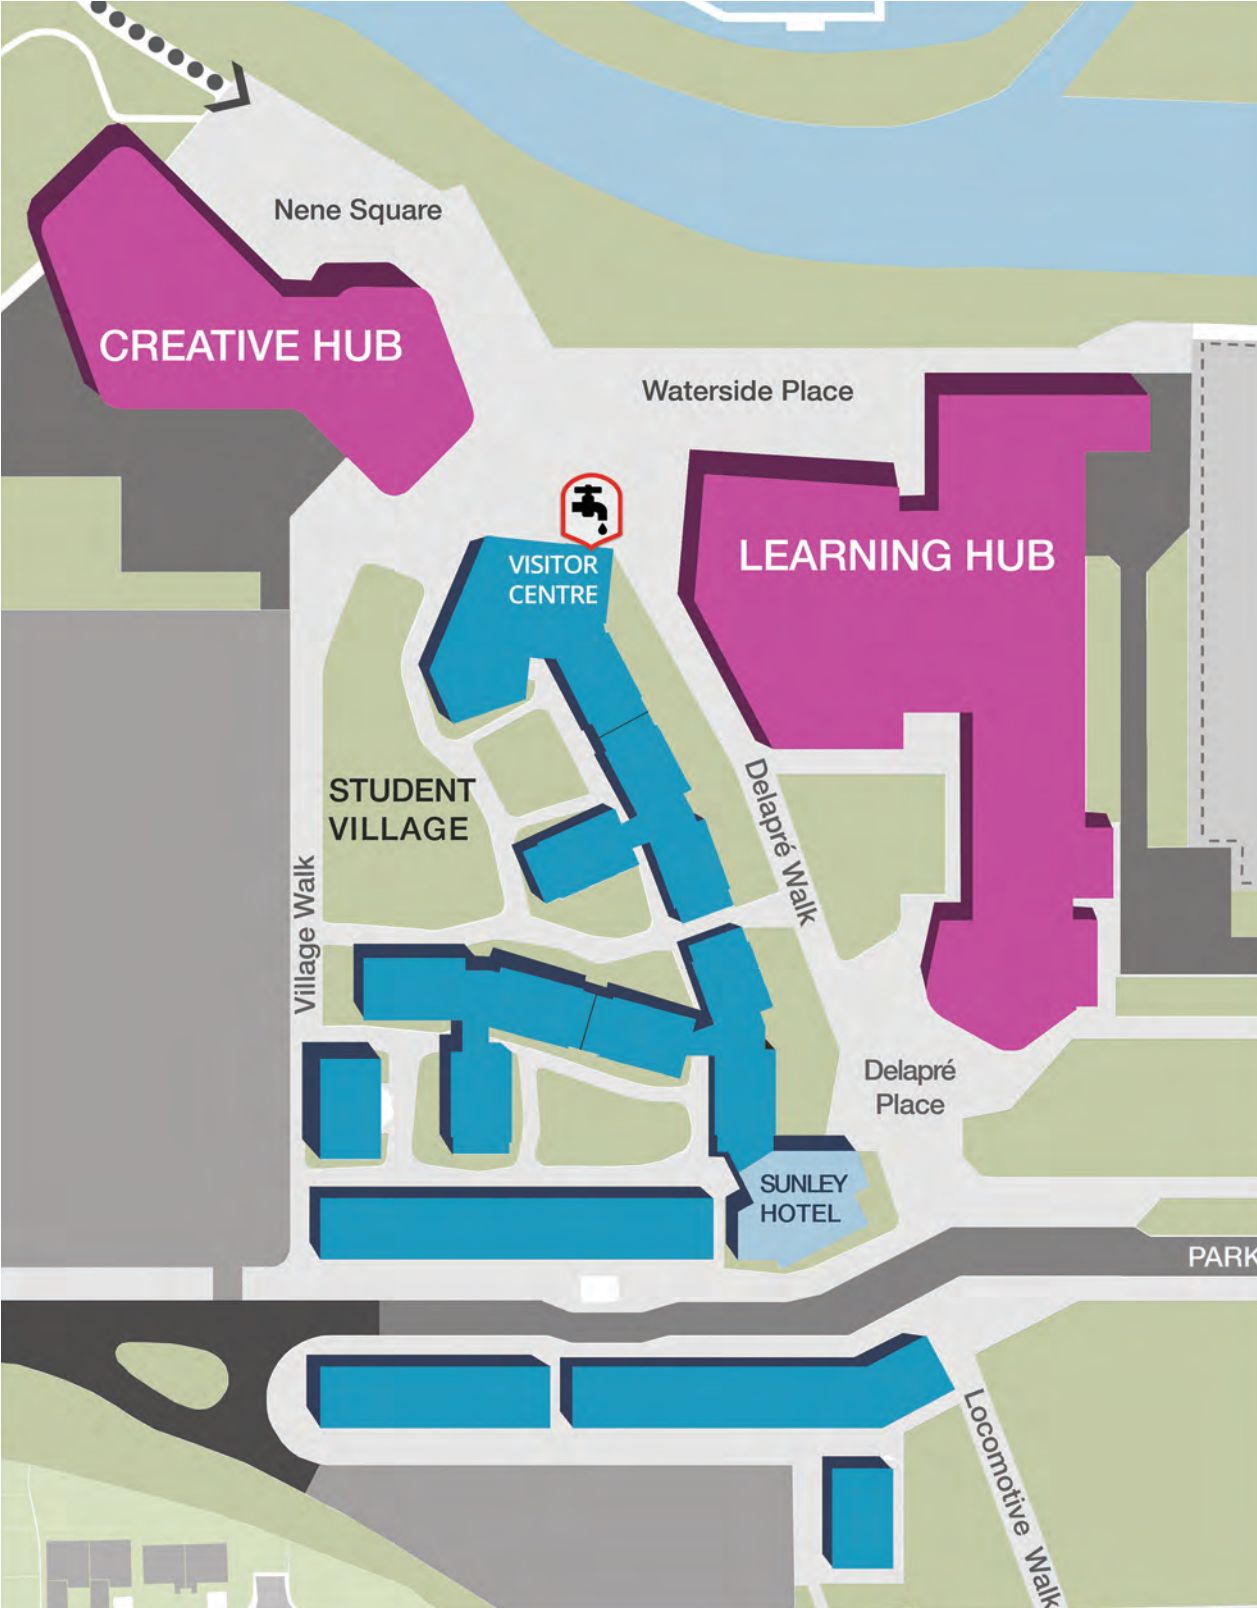 Nene Square
CREATIVE HUB
Waterside Place
VISITOR
CENTRE
LEARNING HUB
STUDENT
VILLAGE
Delapré Walk
Village Walk
Delapré
Place
SUNLEY
HOTEL
PARK
Locomotive Walk